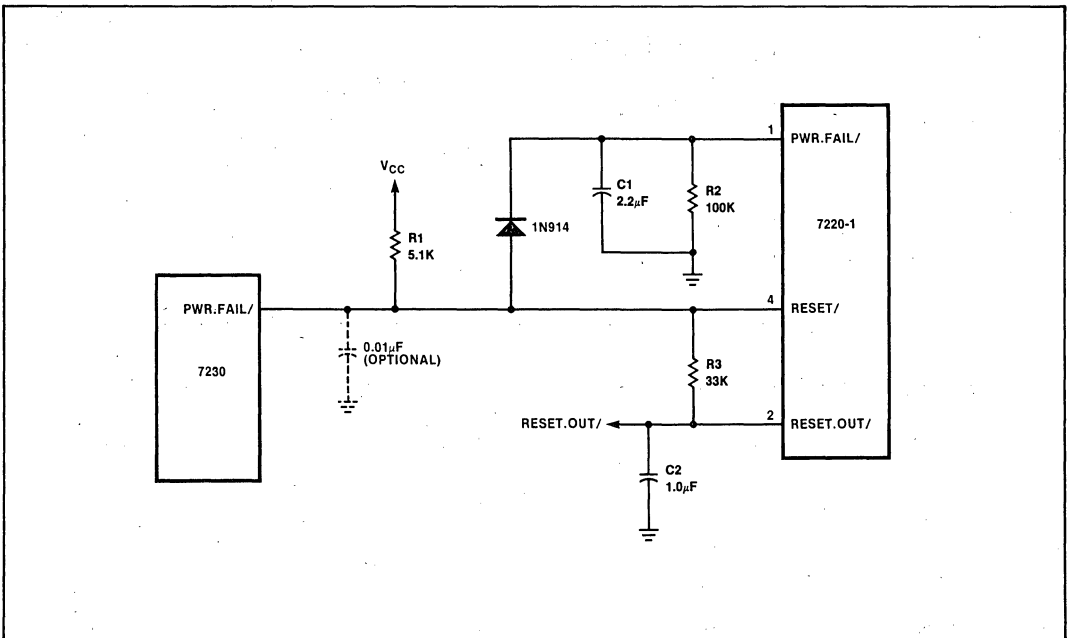 1
PWR.FAIL/
VCC
C1
2.2μF
R2
100K
7220-1
1N914
R1
5.1K
PWR.FAIL/
4
RESET/
0.01μF
(OPTIONAL)
7230
R3
33K
RESET.OUT/
2
RESET.OUT/
C2
1.0μF